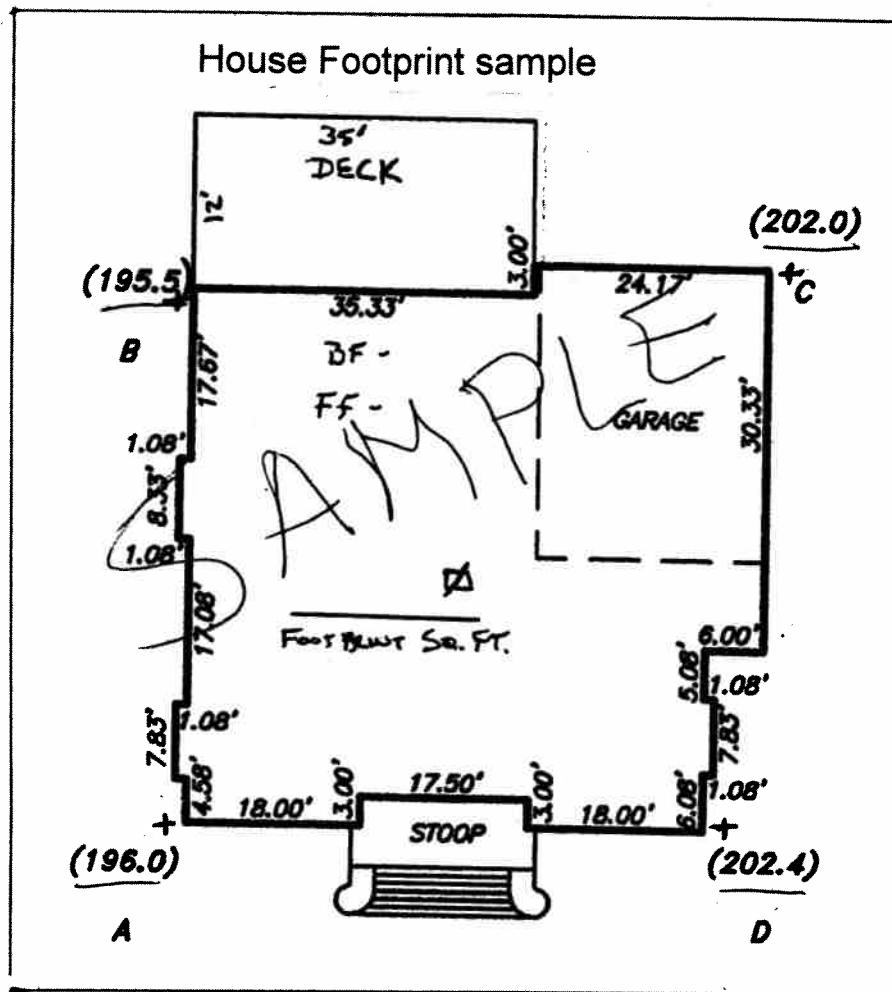 House Footprint sample
35'
DECK
12'
(202.0)
3.00'
(195.5)
24.17'
C
35.33'
B
BF -
17.67'
FF -
SAMPLE
GARAGE
30.33'
1.08'
8.33'
1.08'
17.08'
FOOTPRINT SQ. FT.
6.00'
5.08'
1.08'
1.08'
7.83'
7.83'
4.58'
18.00'
3.00'
17.50'
3.00'
18.00'
6.08'
1.08'
STOOP
(196.0)
(202.4)
A
D